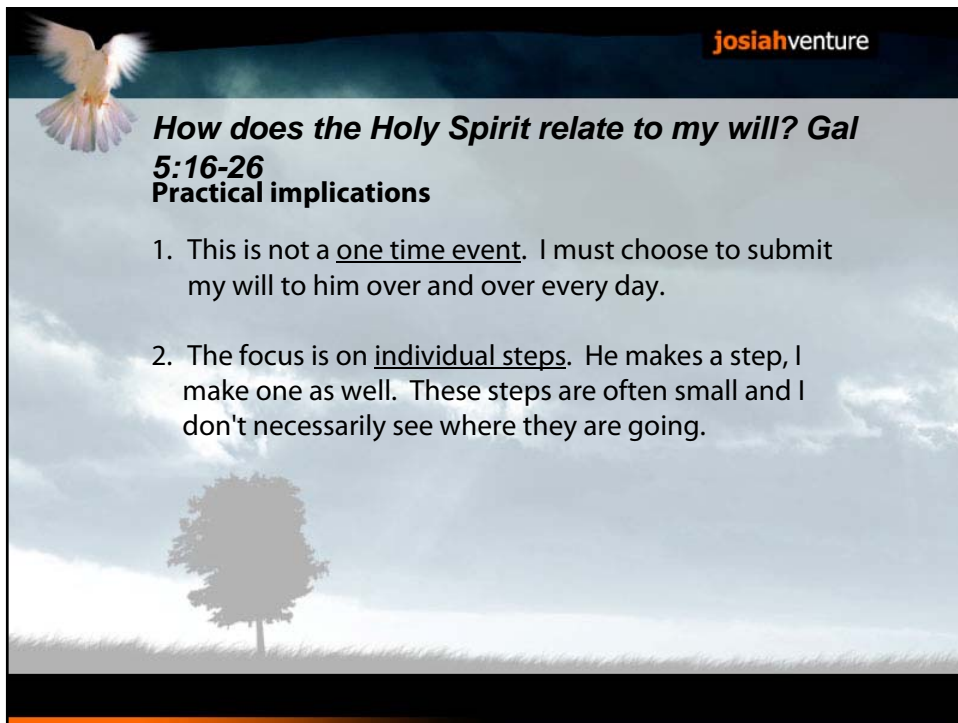 josiahventure
How does the Holy Spirit relate to my will? Gal
5:16-26
Practical implications
1. This is not a one time event. I must choose to submit
my will to him over and over every day.
2. The focus is on individual steps. He makes a step, I
make one as well. These steps are often small and I
don't necessarily see where they are going.